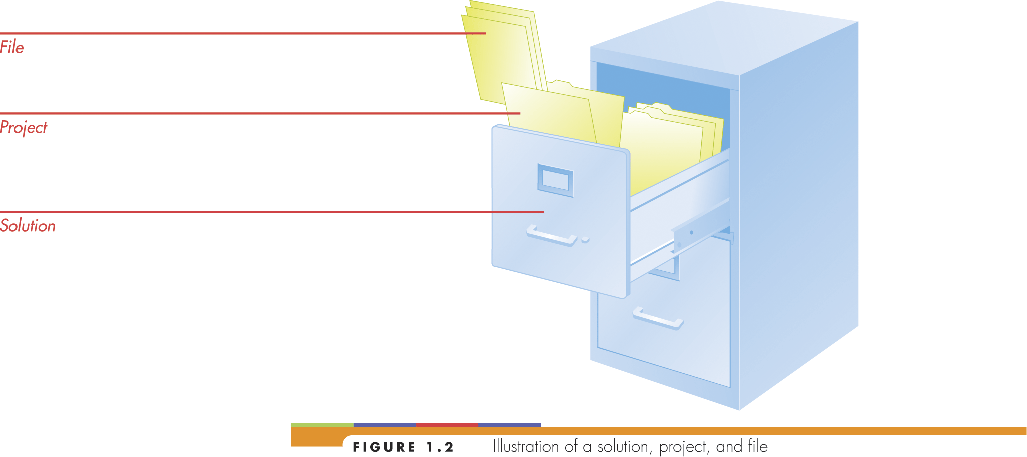 File
Project
Solution
FIGURE 1.2 Illustration of a solution, project, and file